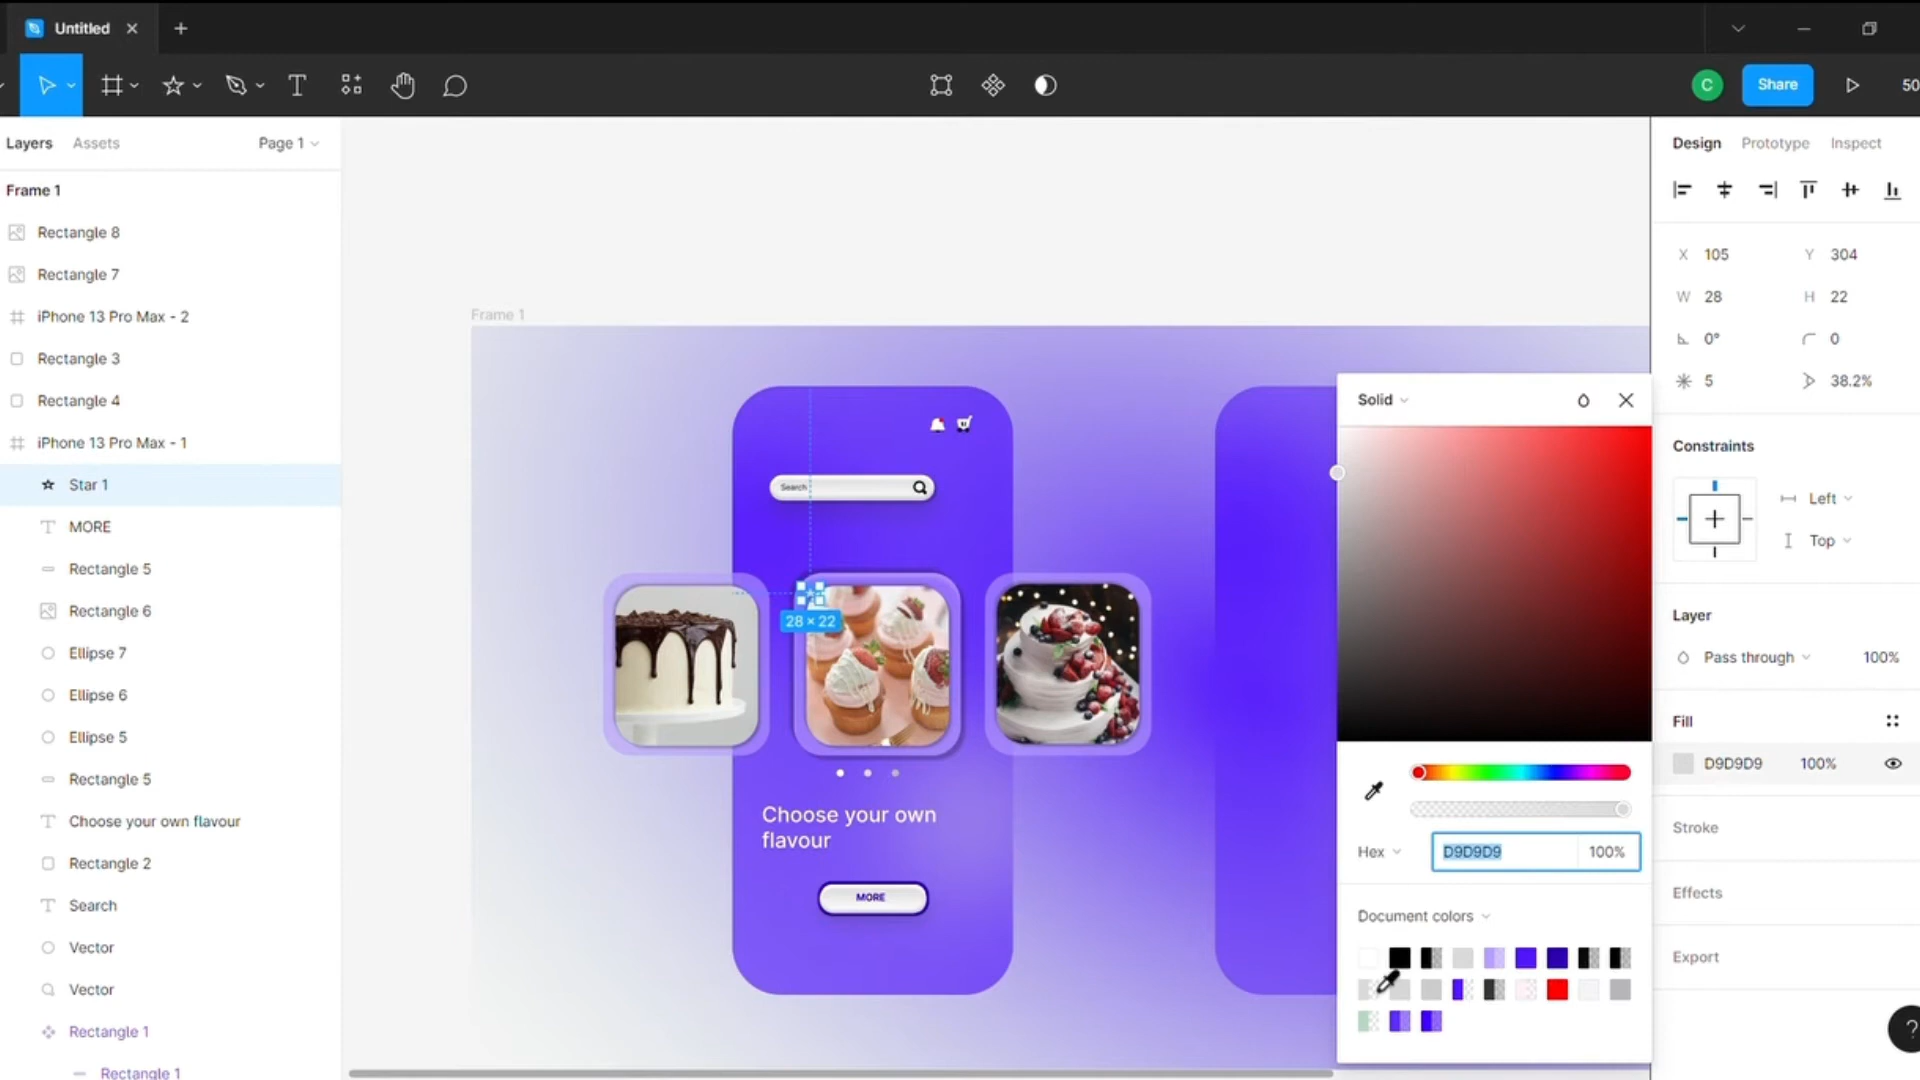 Untitled
C
Share
50
Layers
Assets
Page 1
Frame 1
Rectangle 8
Rectangle 7
iPhone 13 Pro Max - 2
Rectangle 3
Rectangle 4
iPhone 13 Pro Max - 1
Star 1
MORE
Rectangle 5
Rectangle 6
Ellipse 7
Ellipse 6
Ellipse 5
Rectangle 5
Choose your own flavour
Rectangle 2
Search
Vector
Vector
Rectangle 1
Rectangle 1
Frame 1
Search
28 × 22
Choose your own
flavour
MORE
Solid
Hex
D9D9D9
100%
Document colors
Design
Prototype
Inspect
X 105
Y 304
W 28
H 22
0°
0
5
38.2%
Constraints
Left
Top
Layer
Pass through
100%
Fill
D9D9D9
100%
Stroke
Effects
Export
?